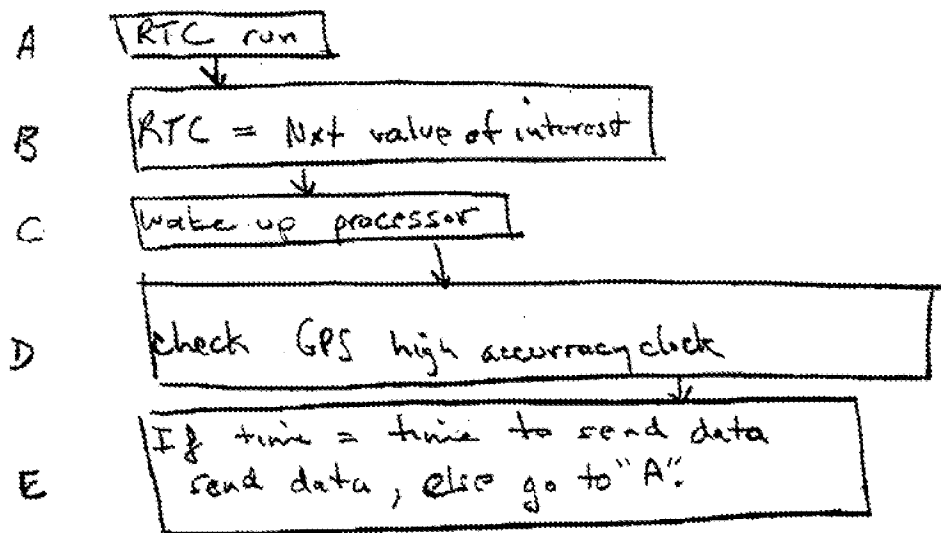 A RTC run
B RTC = Nxt value of interest
C wake up processor
D check GPS high accurracy clock
E If time = time to send data
send data, else go to "A".